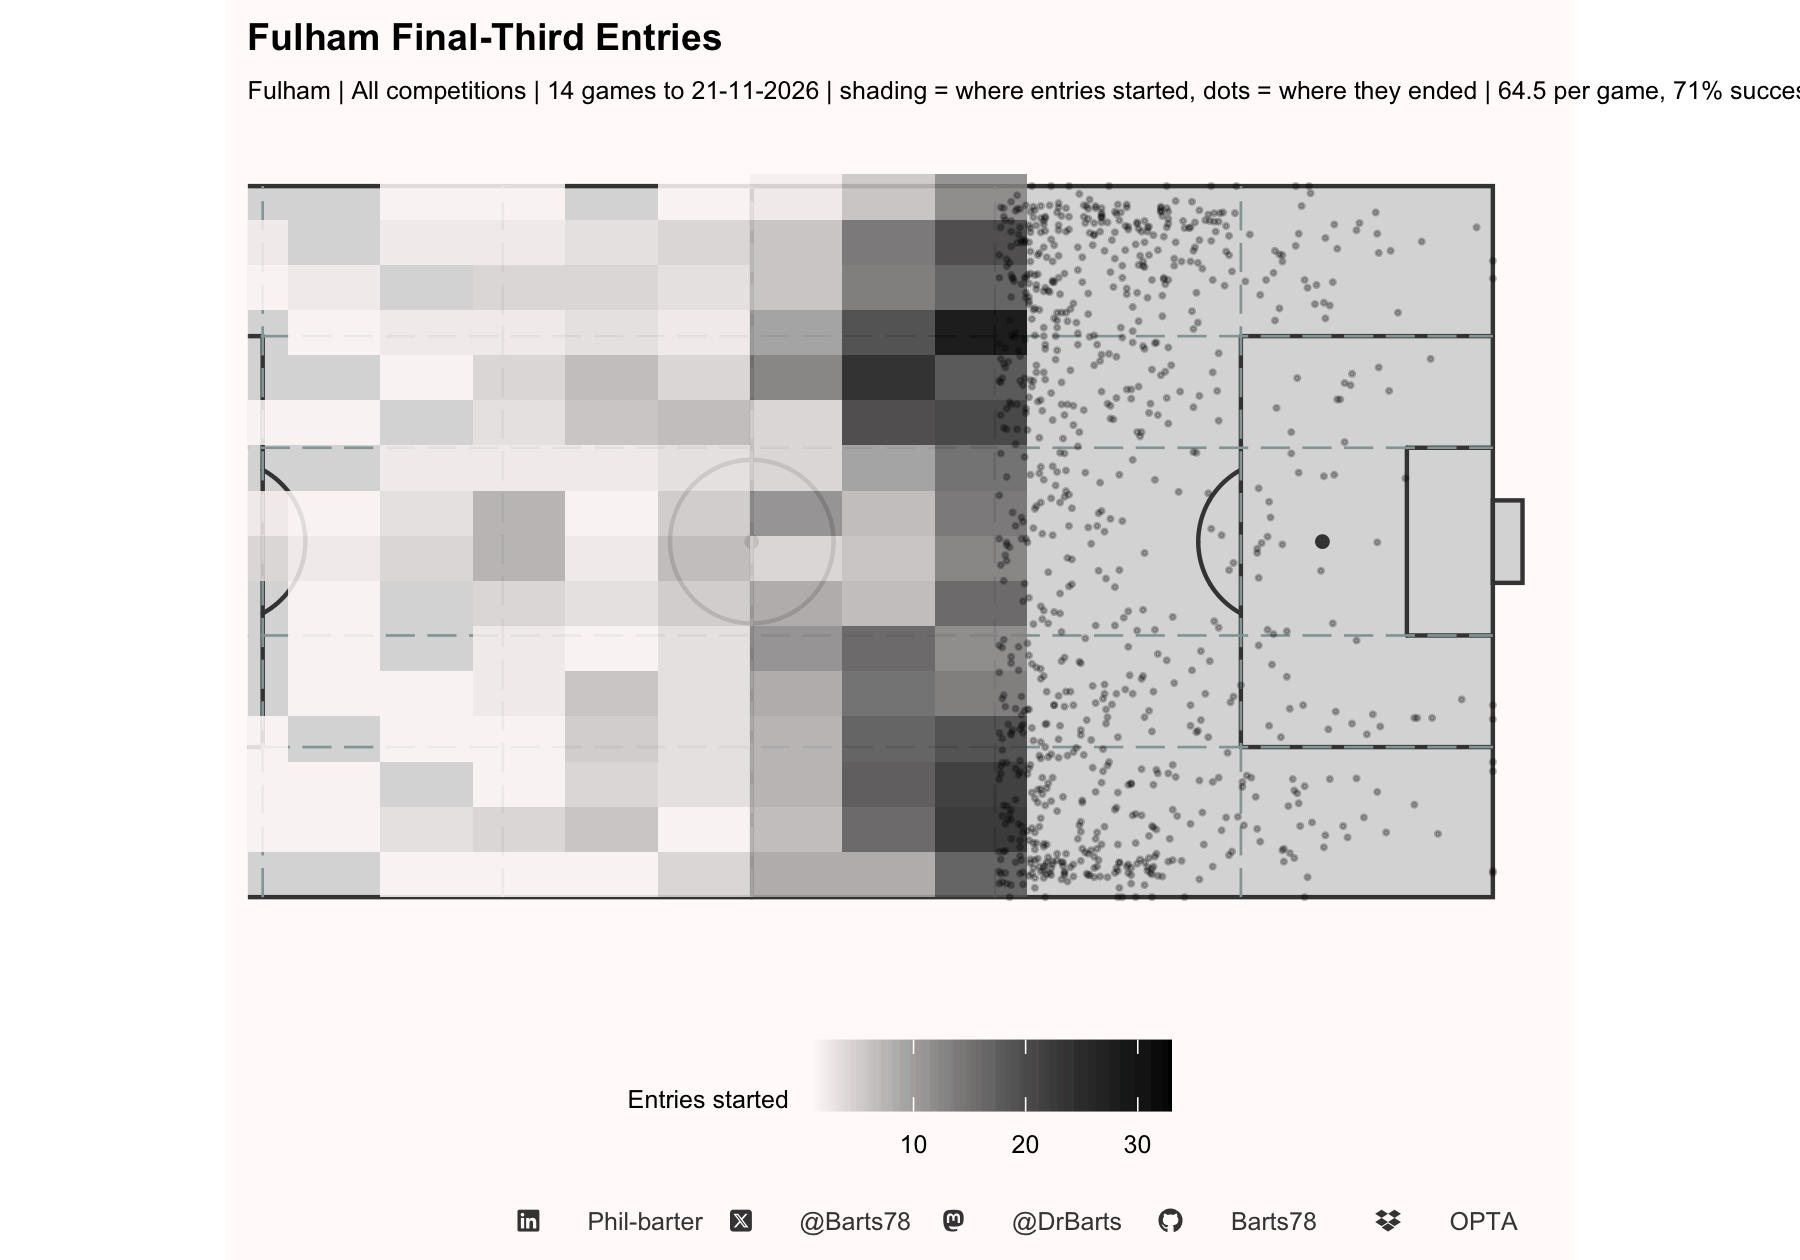 Fulham Final-Third Entries
Fulham | All competitions | 14 games to 21-11-2026 | shading = where entries started, dots = where they ended | 64.5 per game, 71% succes
Entries started
10 20 30
Phil-barter @Barts78 @DrBarts Barts78 OPTA